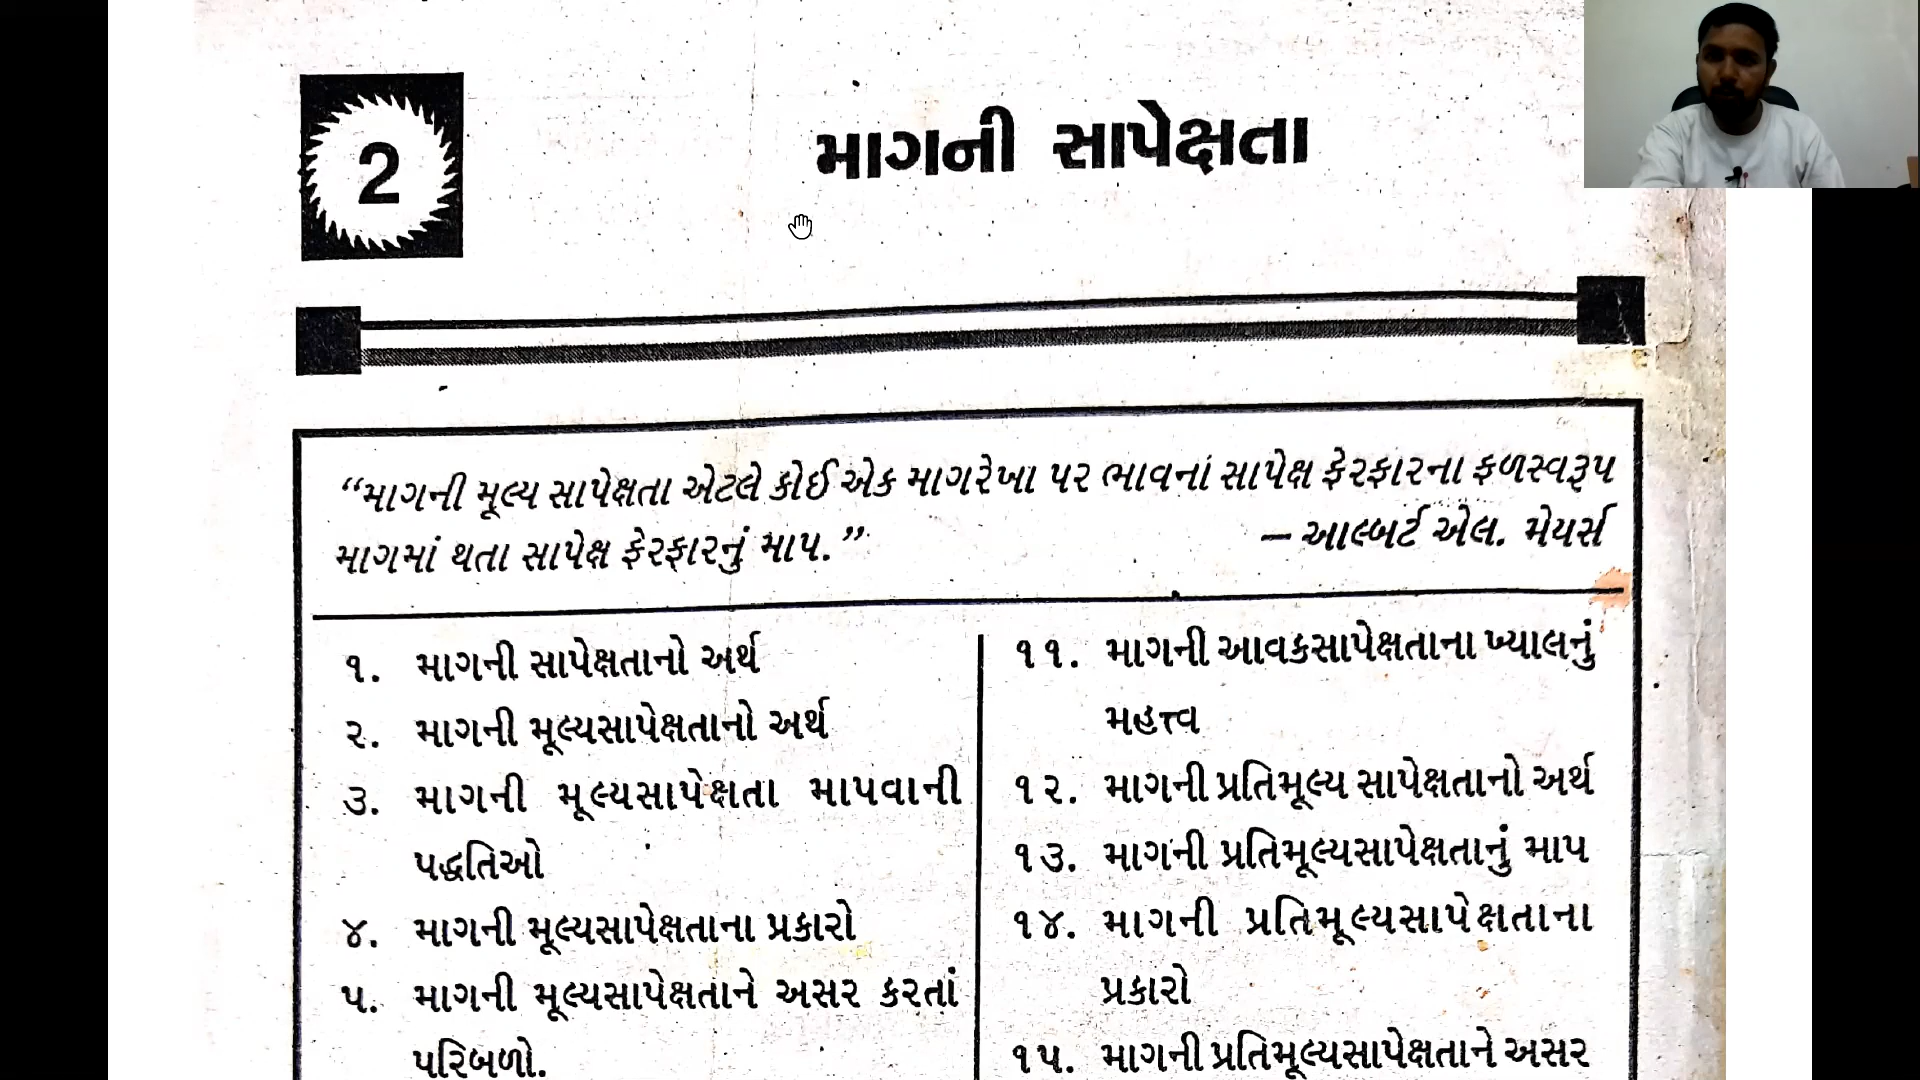 2
માગની સાપેક્ષતા
“માગની મૂલ્ય સાપેક્ષતા એટલે કોઈ એક માગરેખા પર ભાવનાં સાપેક્ષ ફેરફારના ફળસ્વરૂપ
માગમાં થતા સાપેક્ષ ફેરફારનું માપ.”
– આલ્બર્ટ એલ. મેયર્સ
૧. માગની સાપેક્ષતાનો અર્થ
૨. માગની મૂલ્યસાપેક્ષતાનો અર્થ
૩. માગની મૂલ્યસાપેક્ષતા માપવાની
પદ્ધતિઓ
૪. માગની મૂલ્યસાપેક્ષતાના પ્રકારો
૫. માગની મૂલ્યસાપેક્ષતાને અસર કરતાં
પરિબળો.
૧૧. માગની આવકસાપેક્ષતાના ખ્યાલનું
મહત્ત્વ
૧૨. માગની પ્રતિમૂલ્ય સાપેક્ષતાનો અર્થ
૧૩. માગની પ્રતિમૂલ્યસાપેક્ષતાનું માપ
૧૪. માગની પ્રતિમૂલ્યસાપેક્ષતાના
પ્રકારો
૧૫. માગની પ્રતિમૂલ્યસાપેક્ષતાને અસર